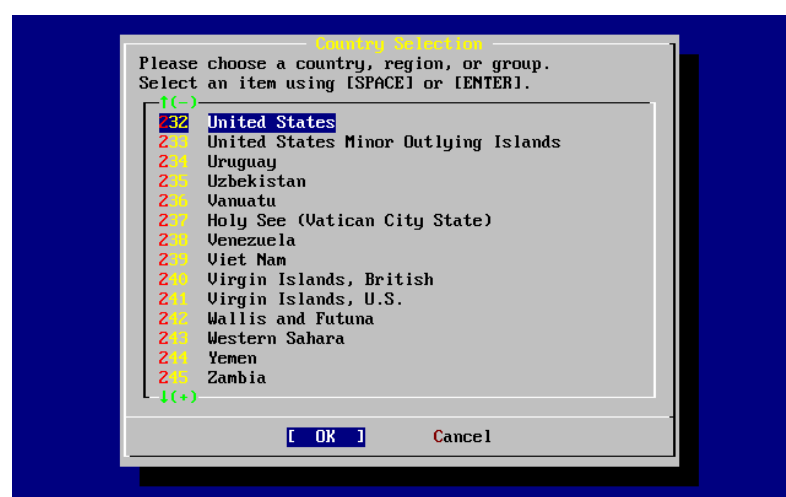 Country Selection
Please choose a country, region, or group.
Select an item using [SPACE] or [ENTER].
↑(-)
232 United States
233 United States Minor Outlying Islands
234 Uruguay
235 Uzbekistan
236 Vanuatu
237 Holy See (Vatican City State)
238 Venezuela
239 Viet Nam
240 Virgin Islands, British
241 Virgin Islands, U.S.
242 Wallis and Futuna
243 Western Sahara
244 Yemen
245 Zambia
↓(+)
[ OK ] Cancel